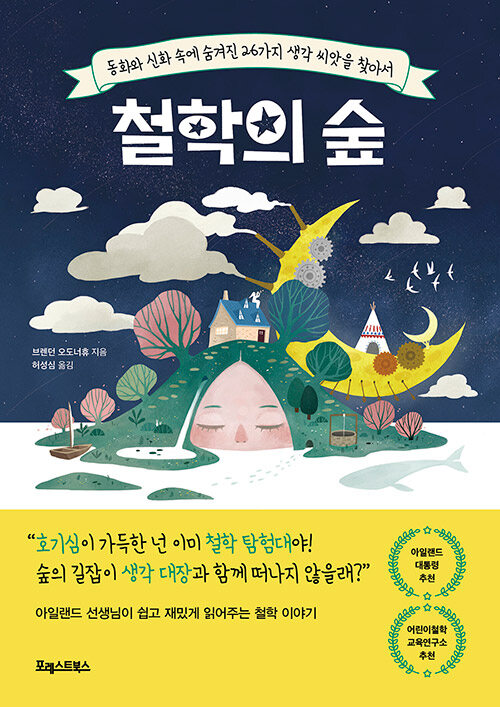 동화와 신화 속에 숨겨진 26가지 생각 씨앗을 찾아서
철학의 숲
브렌던 오도너휴 지음
허성심 옮김
“호기심이 가득한 넌 이미 철학 탐험대야!
숲의 길잡이 생각 대장과 함께 떠나지 않을래?”
아일랜드 선생님이 쉽고 재밌게 읽어주는 철학 이야기
아일랜드
대통령
추천
어린이철학
교육연구소
추천
포레스트북스